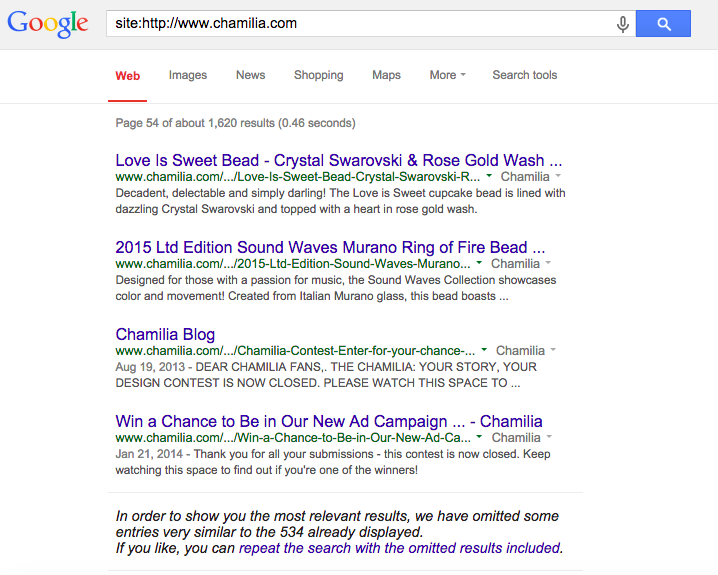 Google
site:http://www.chamilia.com
Web Images News Shopping Maps More Search tools
Page 54 of about 1,620 results (0.46 seconds)
Love Is Sweet Bead - Crystal Swarovski & Rose Gold Wash ...
www.chamilia.com/.../Love-Is-Sweet-Bead-Crystal-Swarovski-R... Chamilia
Decadent, delectable and simply darling! The Love is Sweet cupcake bead is lined with
dazzling Crystal Swarovski and topped with a heart in rose gold wash.
2015 Ltd Edition Sound Waves Murano Ring of Fire Bead ...
www.chamilia.com/.../2015-Ltd-Edition-Sound-Waves-Murano... Chamilia
Designed for those with a passion for music, the Sound Waves Collection showcases
color and movement! Created from Italian Murano glass, this bead boasts ...
Chamilia Blog
www.chamilia.com/.../Chamilia-Contest-Enter-for-your-chance-... Chamilia
Aug 19, 2013 - DEAR CHAMILIA FANS,. THE CHAMILIA: YOUR STORY, YOUR
DESIGN CONTEST IS NOW CLOSED. PLEASE WATCH THIS SPACE TO ...
Win a Chance to Be in Our New Ad Campaign ... - Chamilia
www.chamilia.com/.../Win-a-Chance-to-Be-in-Our-New-Ad-Ca... Chamilia
Jan 21, 2014 - Thank you for all your submissions - this contest is now closed. Keep
watching this space to find out if you're one of the winners!
In order to show you the most relevant results, we have omitted some
entries very similar to the 534 already displayed.
If you like, you can repeat the search with the omitted results included.